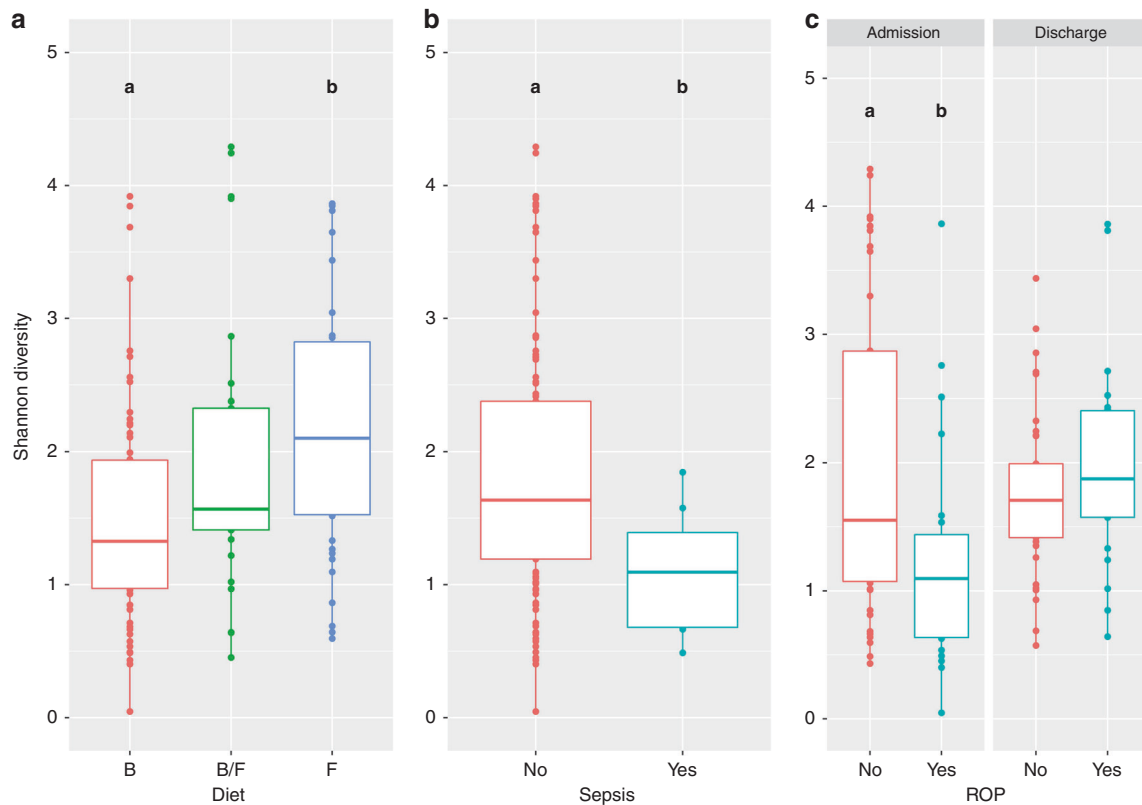 a
b
c
Admission
Discharge
Shannon diversity
5
4
3
2
1
0
a
b
B
B/F
F
Diet
5
4
3
2
1
0
a
b
No
Yes
Sepsis
5
4
3
2
1
0
a
b
No
Yes
No
Yes
ROP